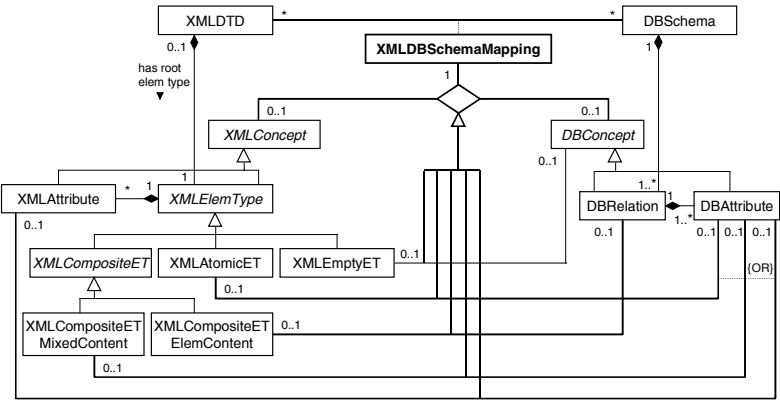 XMLDTD
*
*
DBSchema
0..1
XMLDBSchemaMapping
1
has root
elem type
1
0..1
0..1
XMLConcept
DBConcept
0..1
1
1..*
XMLAttribute
*
1
XMLElemType
DBRelation
1
1..*
DBAttribute
0..1
0..1
0..1
0..1
0..1
XMLCompositeET
XMLAtomicET
XMLEmptyET
0..1
{OR}
0..1
XMLCompositeET
MixedContent
XMLCompositeET
ElemContent
0..1
0..1